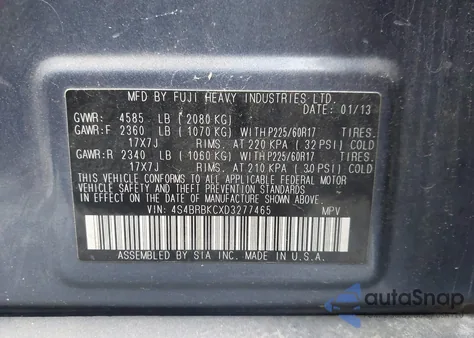 MFD BY FUJI HEAVY INDUSTRIES LTD.
DATE: 01/13
GVWR: 4585 LB (2080 KG)
GAWR:F 2360 LB (1070 KG) WITH P225/60R17 TIRES.
17X7J RIMS. AT 220 KPA (32 PSI) COLD
GAWR:R 2340 LB (1060 KG) WITH P225/60R17 TIRES.
17X7J RIMS. AT 210 KPA (30 PSI) COLD
THIS VEHICLE CONFORMS TO ALL APPLICABLE FEDERAL MOTOR
VEHICLE SAFETY, BUMPER, AND THEFT PREVENTION STANDARDS
IN EFFECT ON THE DATE OF MANUFACTURE SHOWN ABOVE.
VIN: 4S4BRBKCXD3277465 MPV
ASSEMBLED BY SIA INC. MADE IN U.S.A.
autoSnap